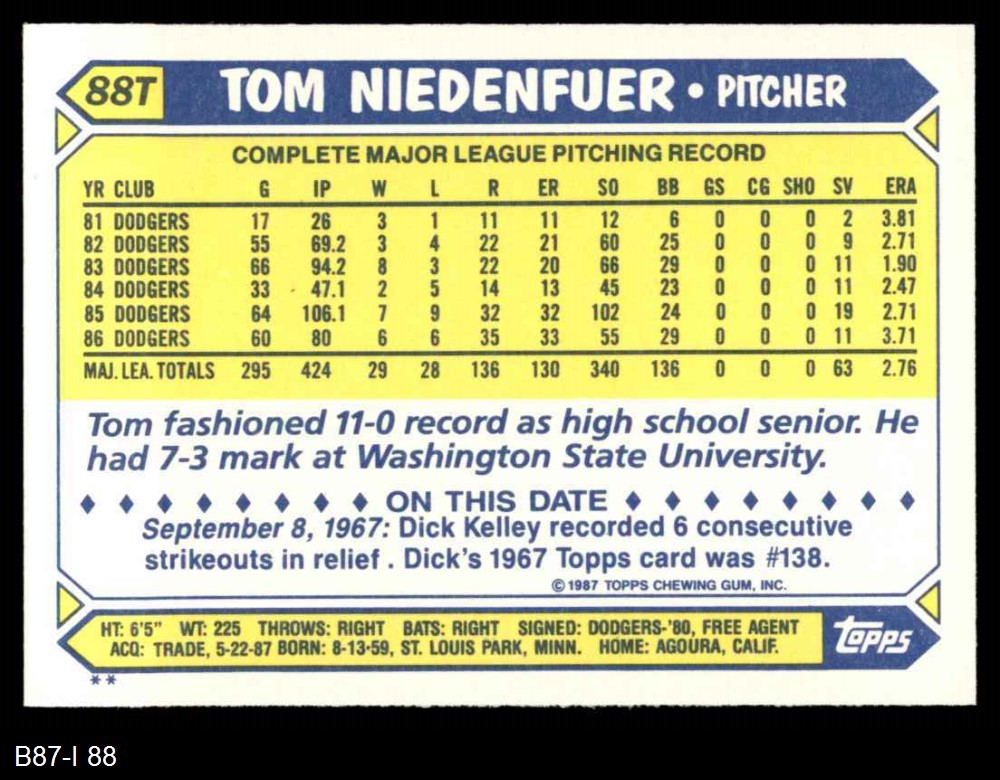 88T TOM NIEDENFUER • PITCHER
COMPLETE MAJOR LEAGUE PITCHING RECORD
YR CLUB G IP W L R ER SO BB GS CG SHO SV ERA
81 DODGERS 17 26 3 1 11 11 12 6 0 0 0 2 3.81
82 DODGERS 55 69.2 3 4 22 21 60 25 0 0 0 9 2.71
83 DODGERS 66 94.2 8 3 22 20 66 29 0 0 0 11 1.90
84 DODGERS 33 47.1 2 5 14 13 45 23 0 0 0 11 2.47
85 DODGERS 64 106.1 7 9 32 32 102 24 0 0 0 19 2.71
86 DODGERS 60 80 6 6 35 33 55 29 0 0 0 11 3.71
MAJ. LEA. TOTALS 295 424 29 28 136 130 340 136 0 0 0 63 2.76
Tom fashioned 11-0 record as high school senior. He
had 7-3 mark at Washington State University.
ON THIS DATE
September 8, 1967: Dick Kelley recorded 6 consecutive
strikeouts in relief . Dick's 1967 Topps card was #138.
©1987 TOPPS CHEWING GUM, INC.
HT: 6'5" WT: 225 THROWS: RIGHT BATS: RIGHT SIGNED: DODGERS-'80, FREE AGENT
ACQ: TRADE, 5-22-87 BORN: 8-13-59, ST. LOUIS PARK, MINN. HOME: AGOURA, CALIF.
topps
**
B87-I 88